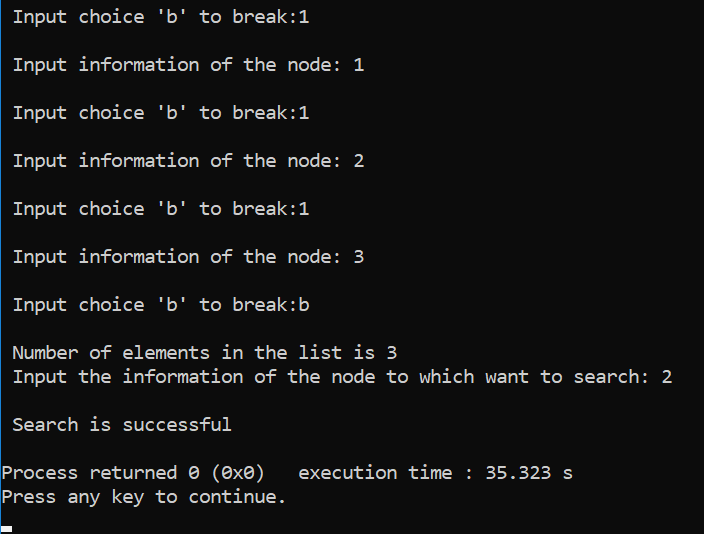 Input choice 'b' to break:1
Input information of the node: 1
Input choice 'b' to break:1
Input information of the node: 2
Input choice 'b' to break:1
Input information of the node: 3
Input choice 'b' to break:b
Number of elements in the list is 3
Input the information of the node to which want to search: 2
Search is successful
Process returned 0 (0x0)   execution time : 35.323 s
Press any key to continue.